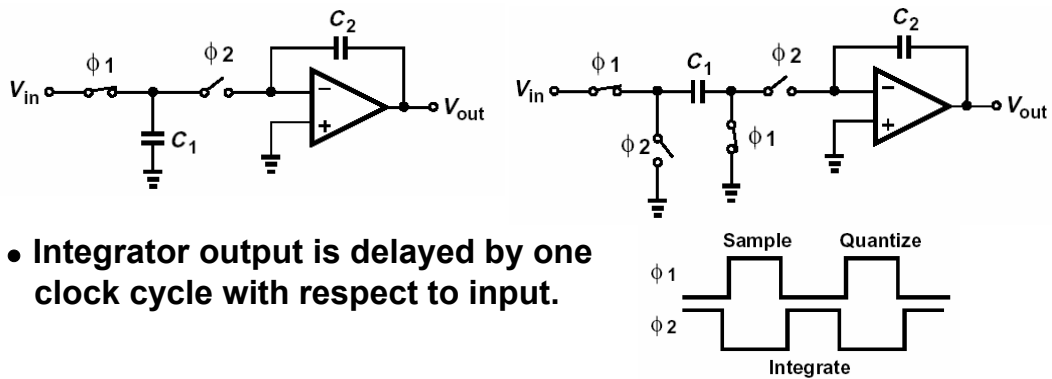 C2
ϕ1
ϕ2
Vin
−
+
Vout
C1
C2
ϕ1
C1
ϕ2
Vin
−
+
Vout
ϕ2
ϕ1
• Integrator output is delayed by one
clock cycle with respect to input.
Sample Quantize
ϕ1
ϕ2
Integrate